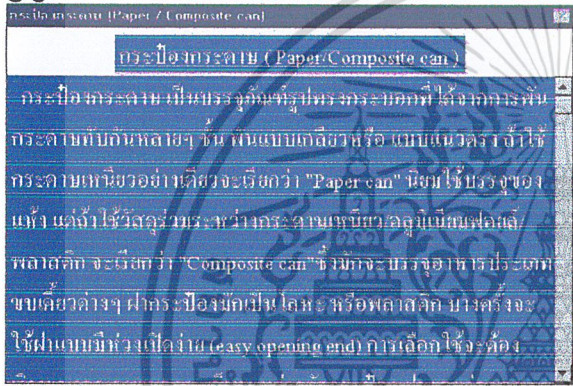 กระป๋องกระดาษ [Paper / Composite can]
กระป๋องกระดาษ ( Paper/Composite can )
กระป๋องกระดาษ เป็นบรรจุภัณฑ์รูปทรงกระบอกที่ได้จากการพัน
กระดาษทับกันหลายๆ ชั้น พันแบบเกลียวหรือ แบบแนวตรง ถ้าใช้
กระดาษเหนียวอย่างเดียวจะเรียกว่า "Paper can" นิยมใช้บรรจุของ
แห้ง แต่ถ้าใช้วัสดุร่วมระหว่างกระดาษเหนียว อลูมิเนียมฟอยล์
พลาสติก จะเรียกว่า "Composite can" ซึ่งมักจะบรรจุอาหารประเภท
ขบเคี้ยวต่างๆ ฝากระป๋องมักเป็นโลหะ หรือพลาสติก บางครั้งจะ
ใช้ฝาแบบมีห่วงเปิดง่าย (easy opening end) การเลือกใช้จะต้อง